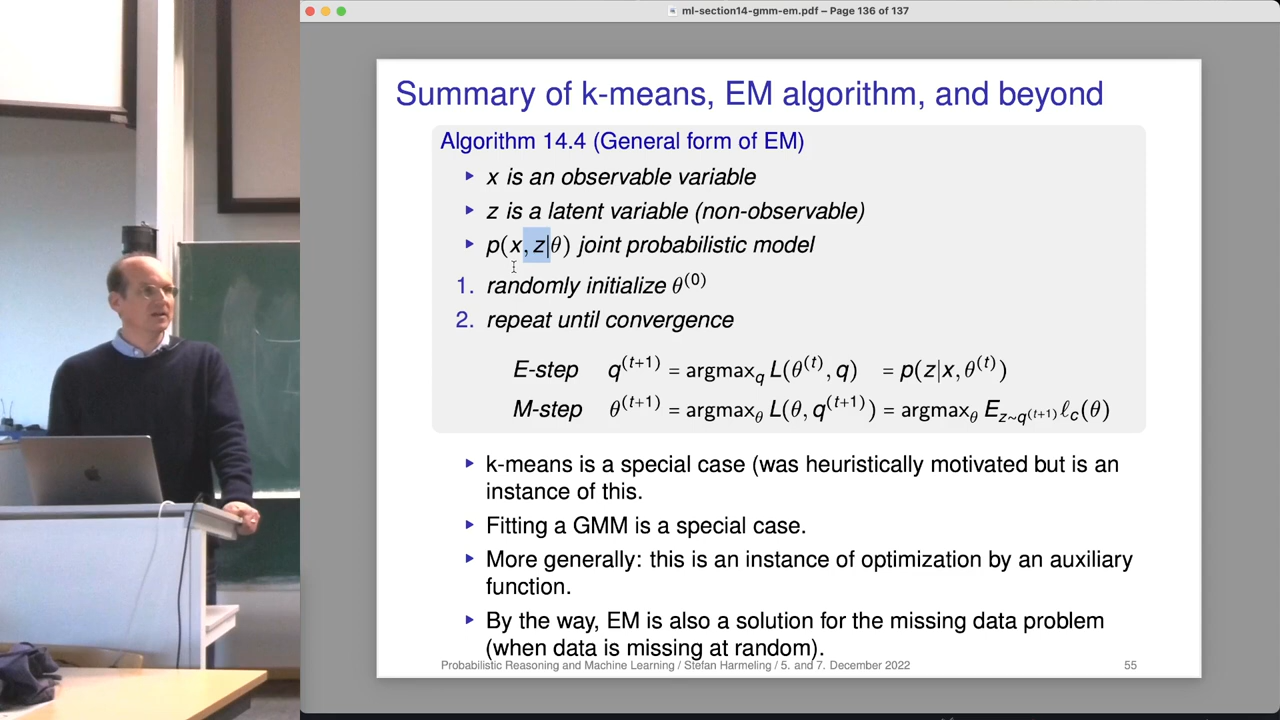 ml-section14-gmm-em.pdf – Page 136 of 137
Summary of k-means, EM algorithm, and beyond
Algorithm 14.4 (General form of EM)
▸ x is an observable variable
▸ z is a latent variable (non-observable)
▸ p(x, z|θ) joint probabilistic model
1. randomly initialize θ⁽⁰⁾
2. repeat until convergence
E-step q⁽ᵗ⁺¹⁾ = argmax_q L(θ⁽ᵗ⁾, q) = p(z|x, θ⁽ᵗ⁾)
M-step θ⁽ᵗ⁺¹⁾ = argmax_θ L(θ, q⁽ᵗ⁺¹⁾) = argmax_θ E_{z∼q⁽ᵗ⁺¹⁾} ℓ_c(θ)
▸ k-means is a special case (was heuristically motivated but is an
instance of this.
▸ Fitting a GMM is a special case.
▸ More generally: this is an instance of optimization by an auxiliary
function.
▸ By the way, EM is also a solution for the missing data problem
(when data is missing at random).
Probabilistic Reasoning and Machine Learning / Stefan Harmeling / 5. and 7. December 2022 55